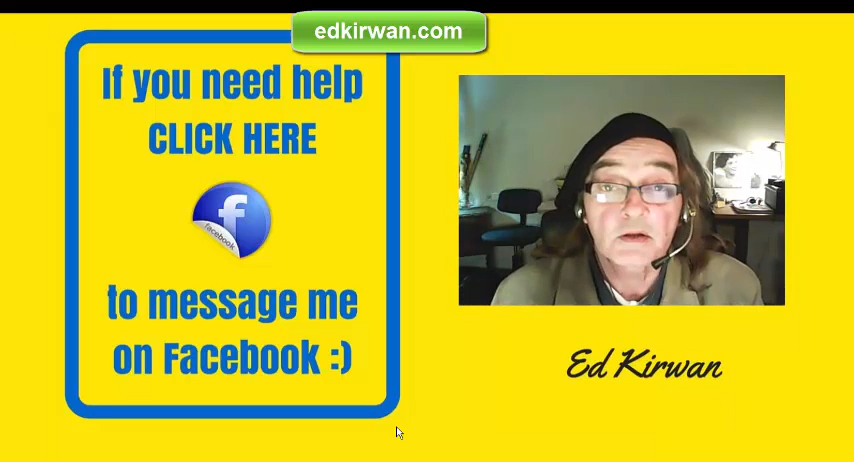 edkirwan.com
If you need help
CLICK HERE
f
facebook
to message me
on Facebook :)
Ed Kirwan